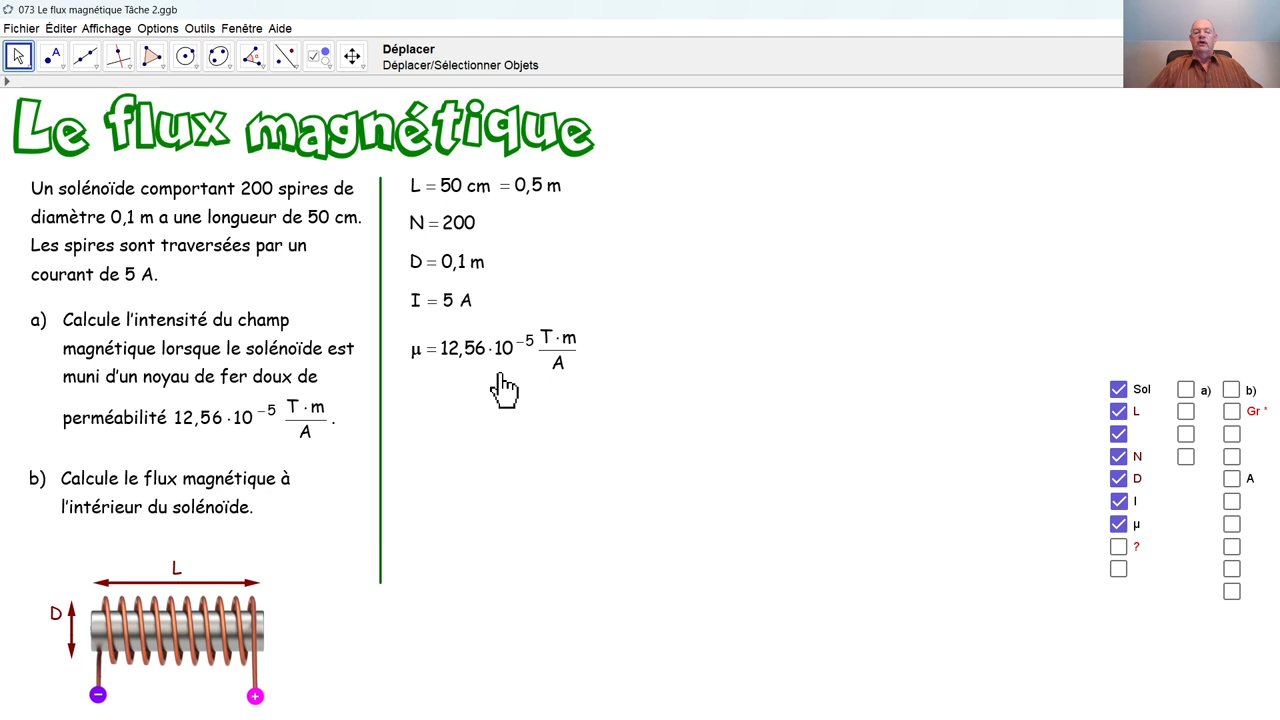 073 Le flux magnétique Tâche 2.ggb
Fichier Éditer Affichage Options Outils Fenêtre Aide
A
Déplacer
Déplacer/Sélectionner Objets
Le flux magnétique
Un solénoïde comportant 200 spires de
diamètre 0,1 m a une longueur de 50 cm.
Les spires sont traversées par un
courant de 5 A.
a) Calcule l'intensité du champ
magnétique lorsque le solénoïde est
muni d'un noyau de fer doux de
perméabilité 12,56 · 10⁻⁵ T · m / A .
b) Calcule le flux magnétique à
l'intérieur du solénoïde.
L
D
L = 50 cm = 0,5 m
N = 200
D = 0,1 m
I = 5 A
μ = 12,56 · 10⁻⁵ T · m / A
Sol a) b)
L Gr *
N
D A
I
μ
?